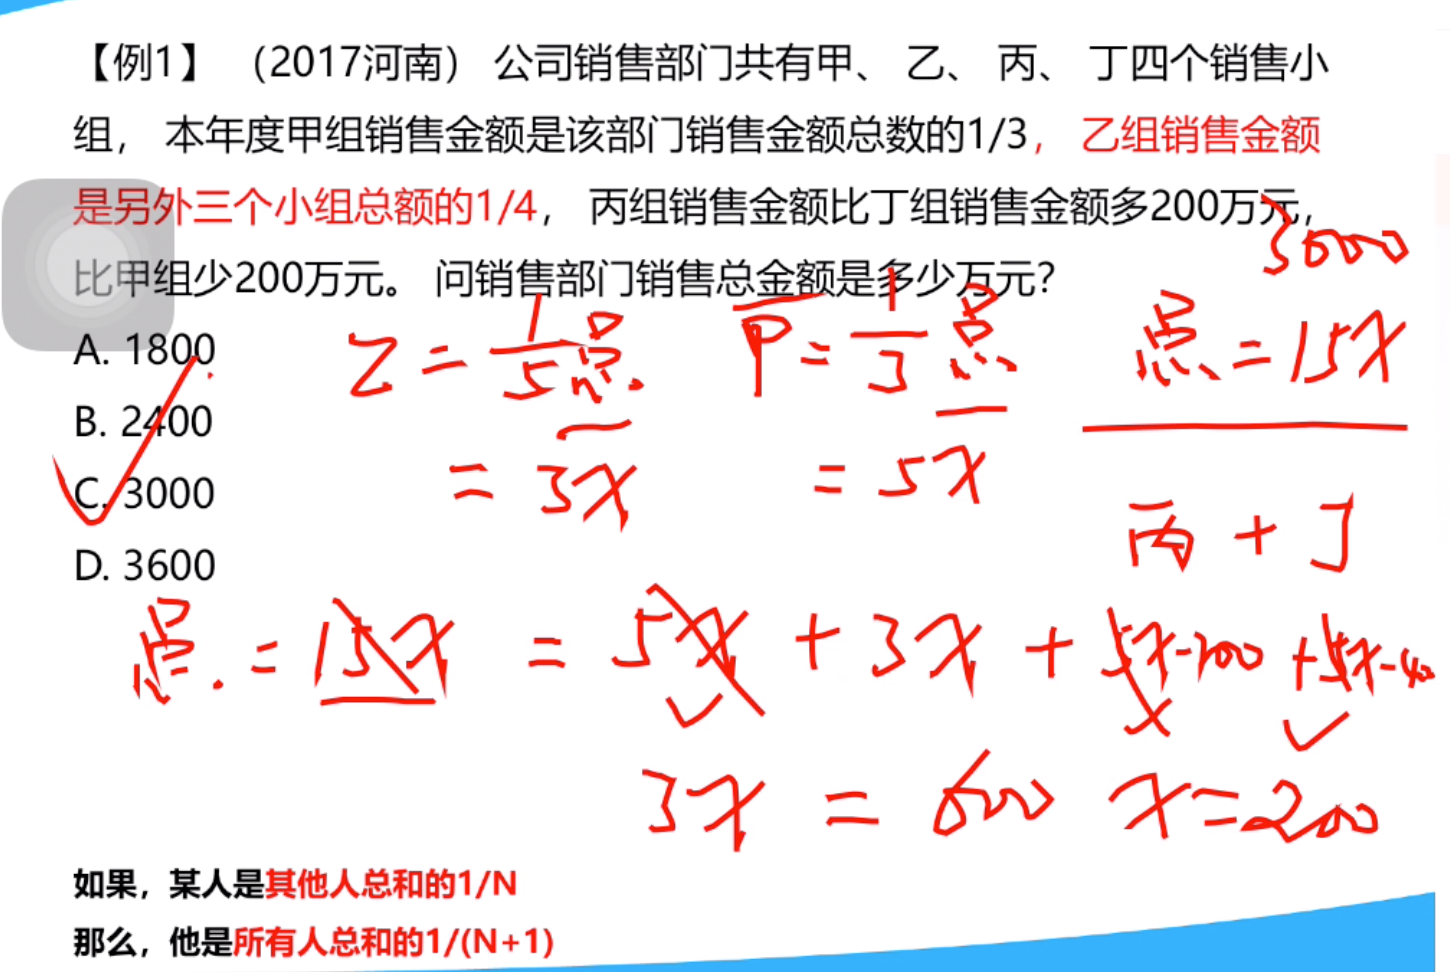 【例1】 （2017河南） 公司销售部门共有甲、 乙、 丙、 丁四个销售小
组， 本年度甲组销售金额是该部门销售金额总数的1/3， 乙组销售金额
是另外三个小组总额的1/4， 丙组销售金额比丁组销售金额多200万元，
比甲组少200万元。 问销售部门销售总金额是多少万元？
3000
A. 1800
B. 2400
C. 3000
D. 3600
乙 = 1/5 总.
= 3x
甲 = 1/3 总
= 5x
总 = 15x
丙 + 丁
总. = 15x = 5x + 3x + 5x-200 + 5x-400
3x = 600 x = 200
如果，某人是其他人总和的1/N
那么，他是所有人总和的1/(N+1)